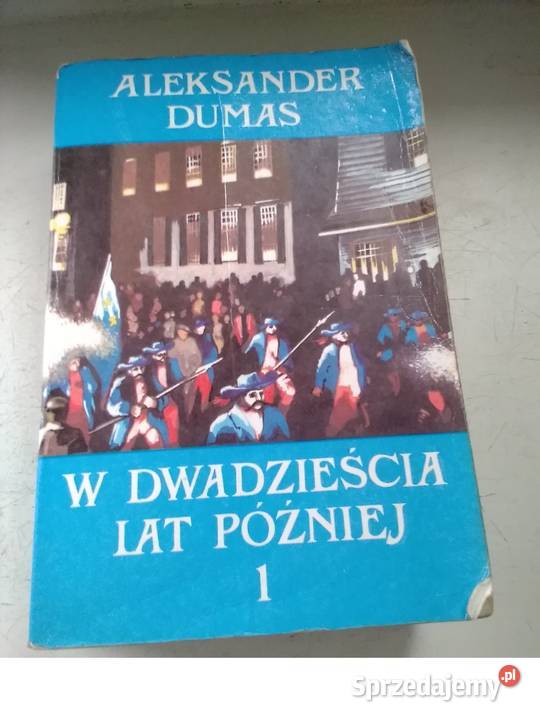 ALEKSANDER
DUMAS
W DWADZIEŚCIA
LAT PÓŹNIEJ
1
Sprzedajemy.pl